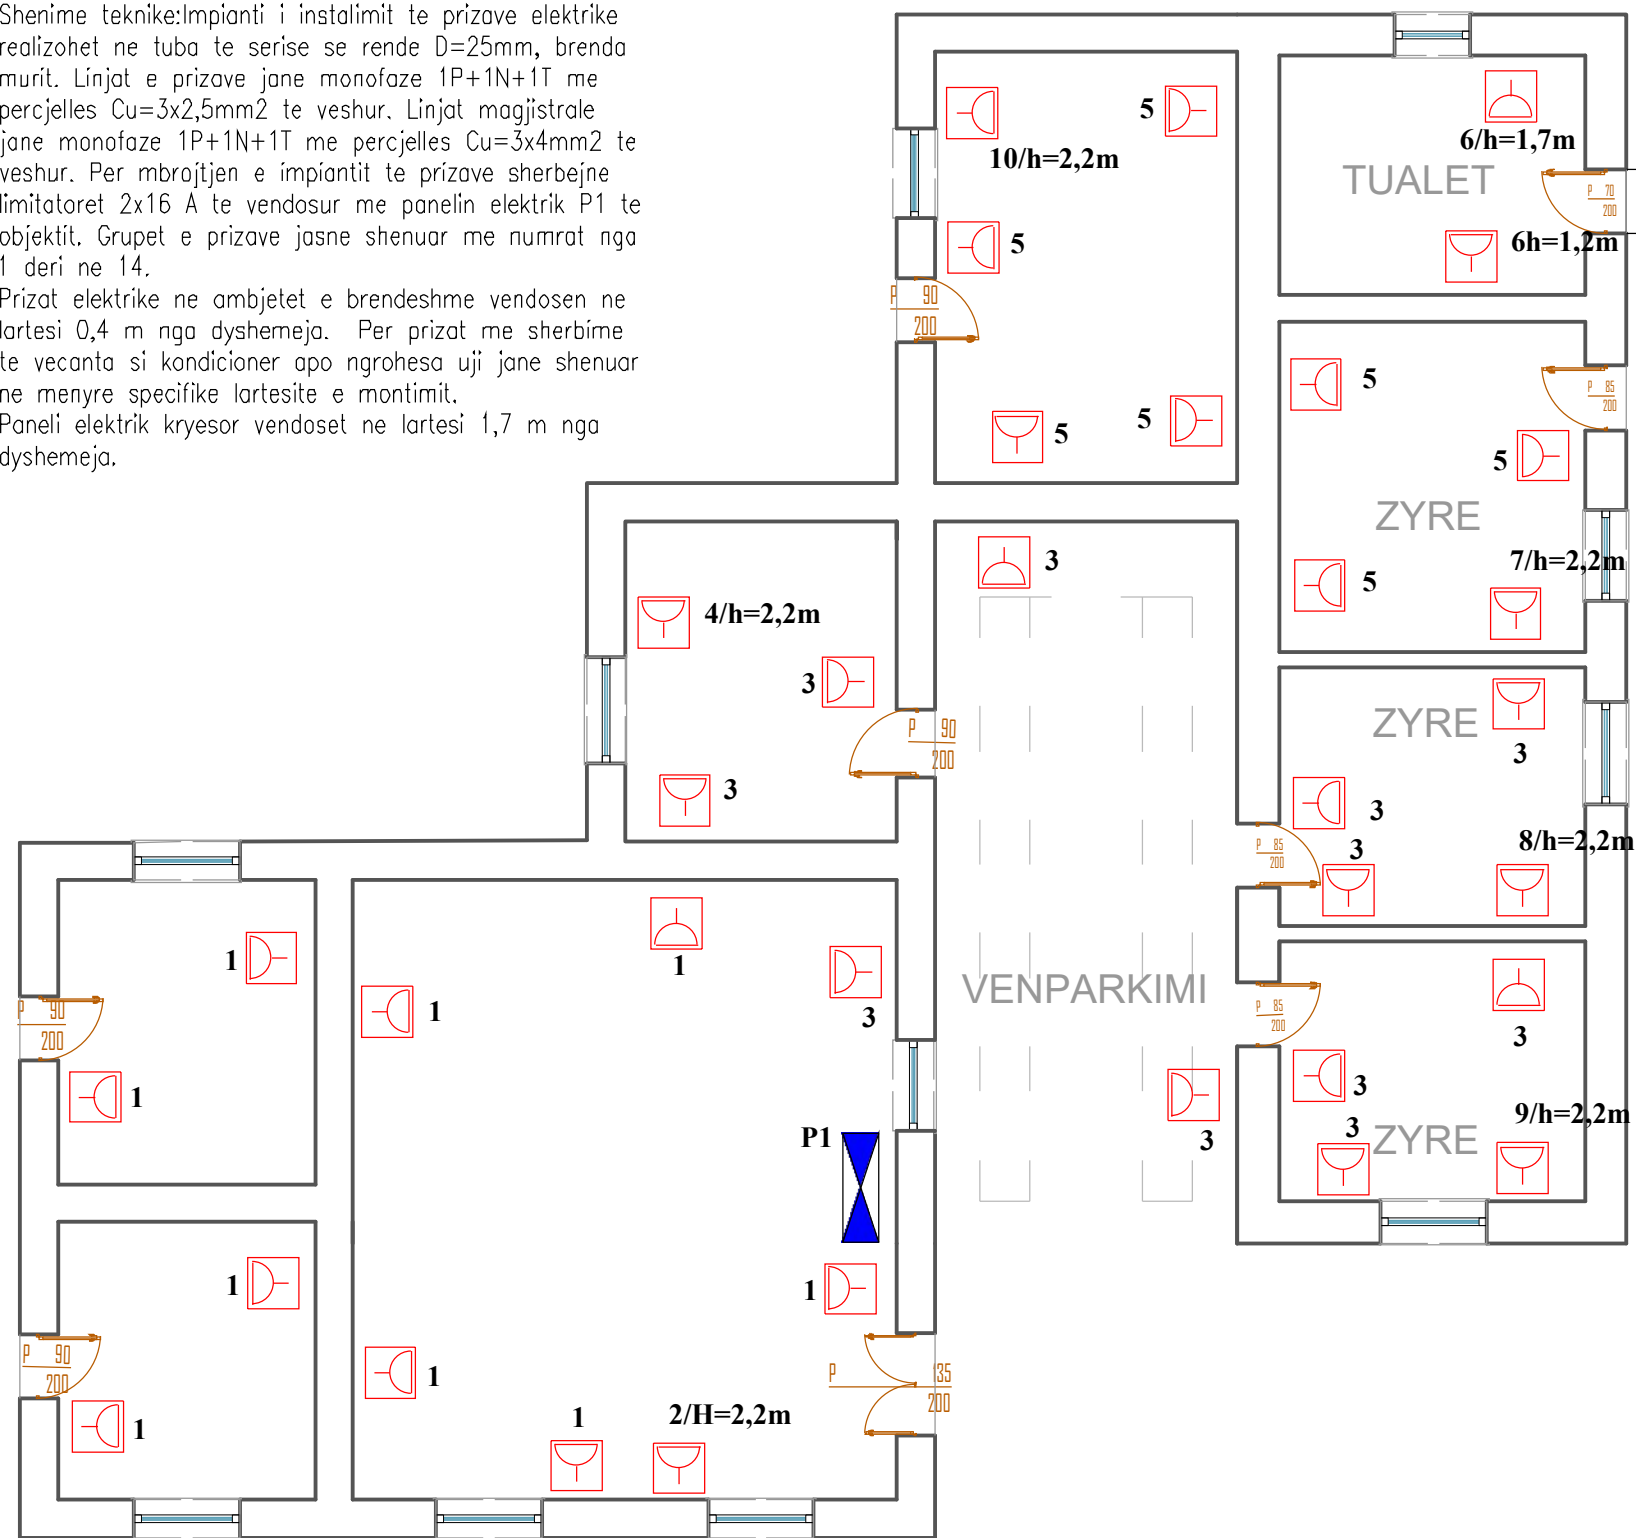 Shenime teknike:Impianti i instalimit te prizave elektrike
realizohet ne tuba te serise se rende D=25mm, brenda
murit. Linjat e prizave jane monofaze 1P+1N+1T me
percjelles Cu=3x2,5mm2 te veshur. Linjat magjistrale
jane monofaze 1P+1N+1T me percjelles Cu=3x4mm2 te
veshur. Per mbrojtjen e impiantit te prizave sherbejne
limitatoret 2x16 A te vendosur me panelin elektrik P1 te
objektit. Grupet e prizave jasne shenuar me numrat nga
1 deri ne 14.
Prizat elektrike ne ambjetet e brendeshme vendosen ne
lartesi 0,4 m nga dyshemeja. Per prizat me sherbime
te vecanta si kondicioner apo ngrohesa uji jane shenuar
ne menyre specifike lartesite e montimit.
Paneli elektrik kryesor vendoset ne lartesi 1,7 m nga
dyshemeja.
5
10/h=2,2m
6/h=1,7m
TUALET
P 70
200
5
6h=1,2m
P 90
200
5
5
5
P 85
200
5
ZYRE
7/h=2,2m
5
3
4/h=2,2m
3
P 90
200
3
ZYRE
3
3
8/h=2,2m
3
P 85
200
1
1
3
1
P 90
200
1
VENPARKIMI
P 85
200
3
3
3
9/h=2,2m
3
ZYRE
P1
3
1
1
P 90
200
1
1
P 135
200
1
2/H=2,2m